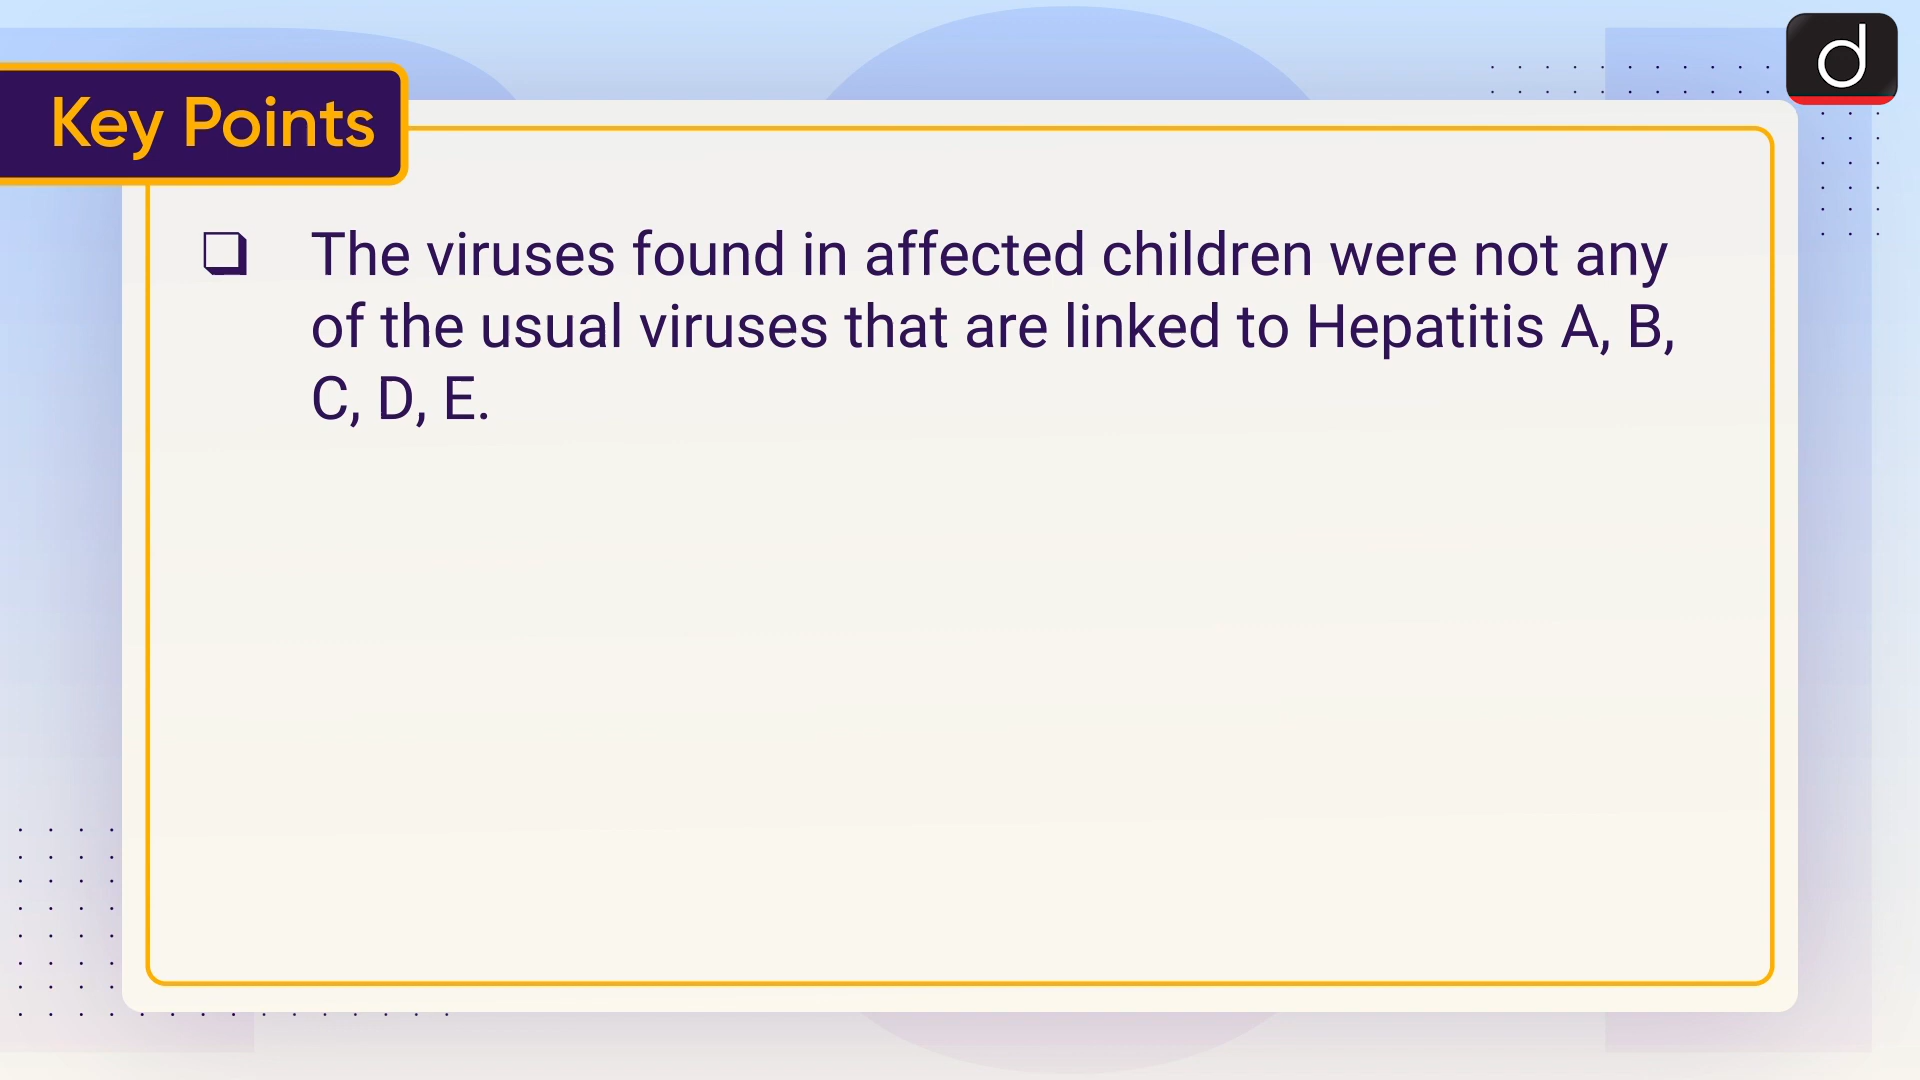 Key Points
❑ The viruses found in affected children were not any
of the usual viruses that are linked to Hepatitis A, B,
C, D, E.
d